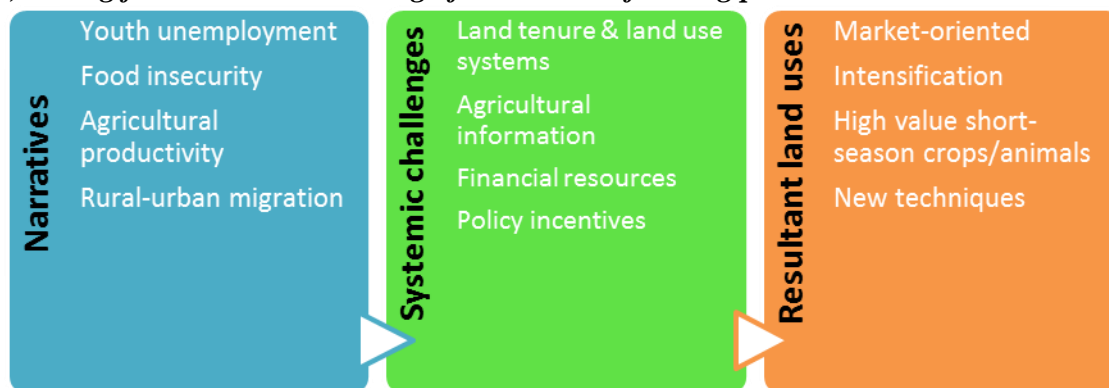 Narratives
Youth unemployment
Food insecurity
Agricultural
productivity
Rural-urban migration
Systemic challenges
Land tenure & land use
systems
Agricultural
information
Financial resources
Policy incentives
Resultant land uses
Market-oriented
Intensification
High value short-
season crops/animals
New techniques